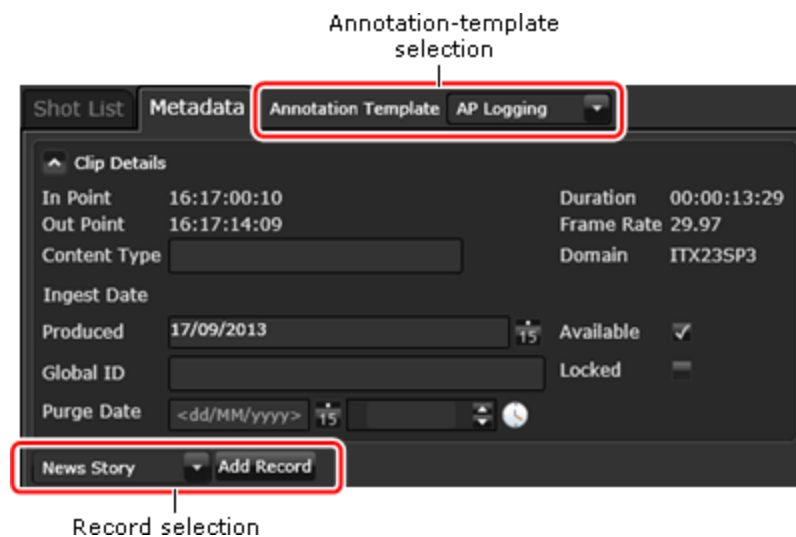 Annotation-template
selection
Shot List Metadata Annotation Template AP Logging
Clip Details
In Point 16:17:00:10 Duration 00:00:13:29
Out Point 16:17:14:09 Frame Rate 29.97
Content Type Domain ITX23SP3
Ingest Date
Produced 17/09/2013 15 Available
Global ID Locked
Purge Date <dd/MM/yyyy> 15
News Story Add Record
Record selection